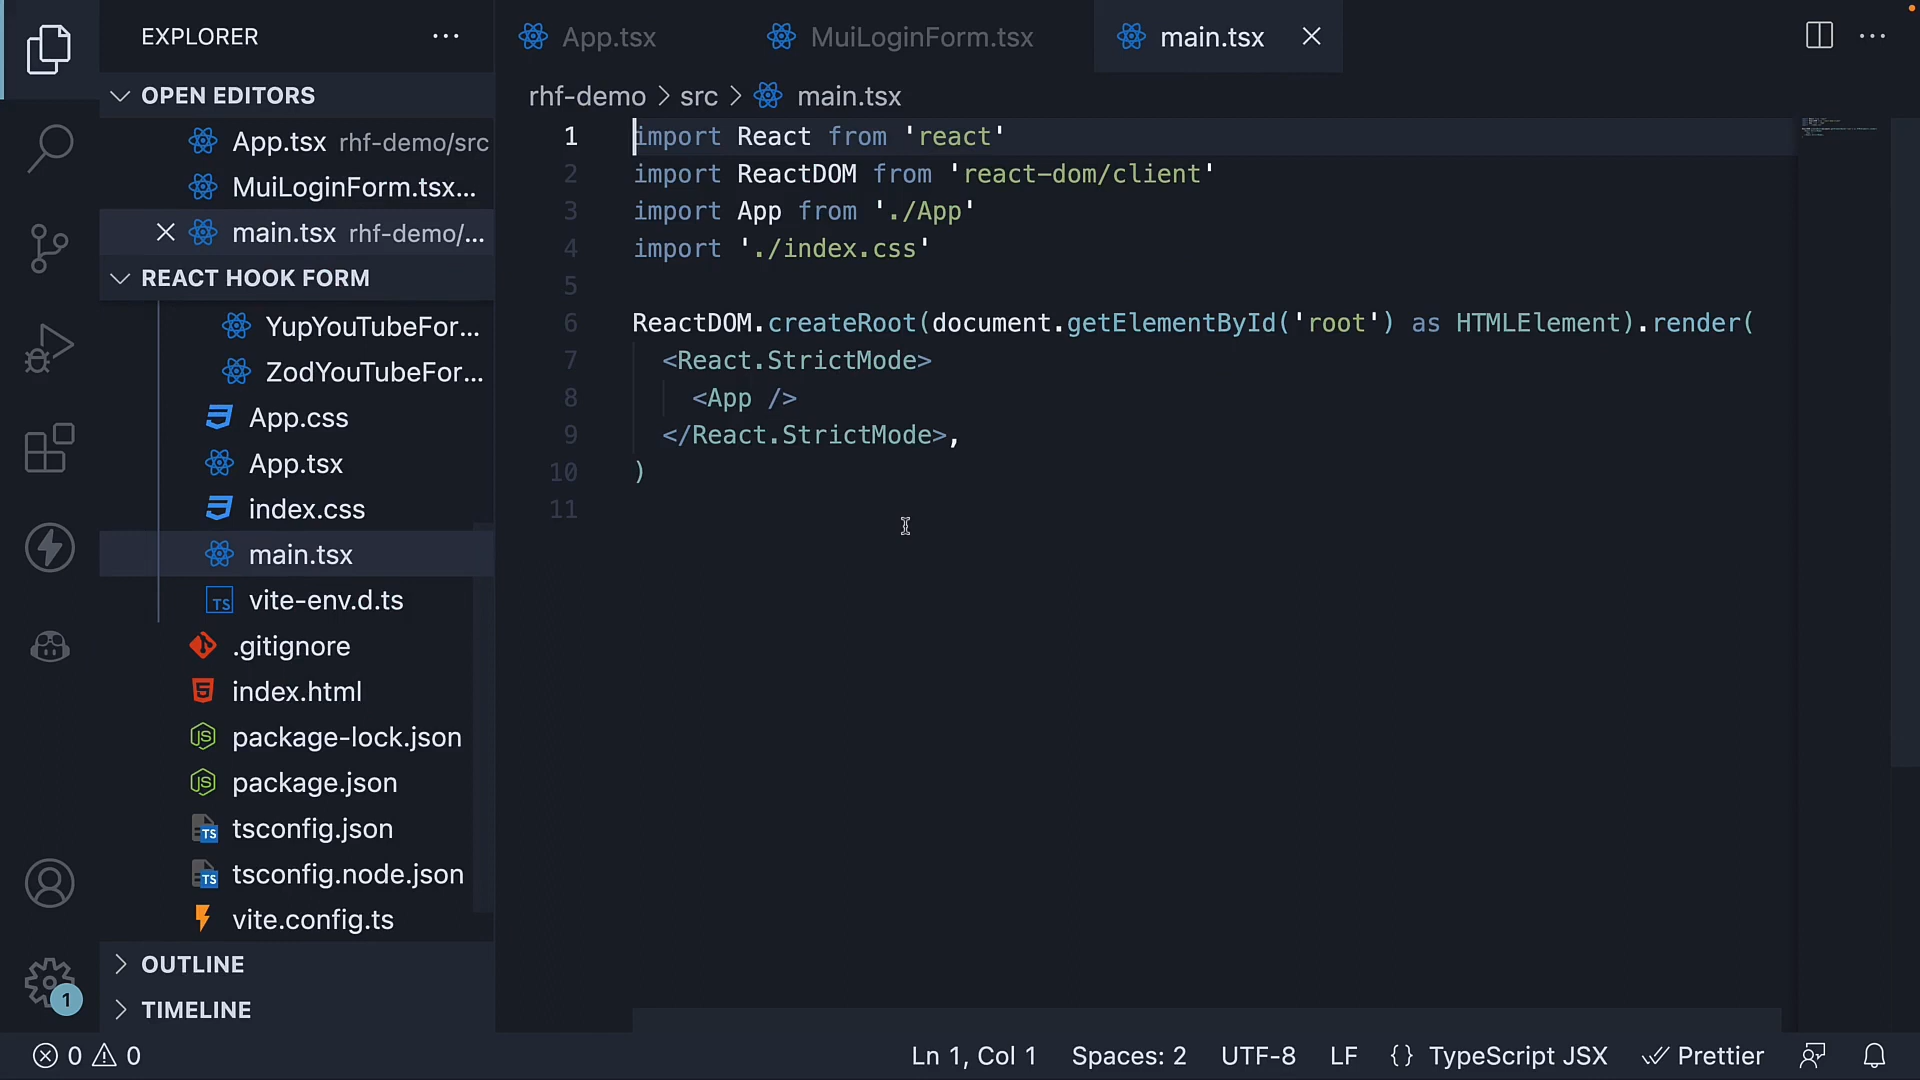 EXPLORER
OPEN EDITORS
App.tsx rhf-demo/src
MuiLoginForm.tsx...
main.tsx rhf-demo/...
REACT HOOK FORM
YupYouTubeFor...
ZodYouTubeFor...
App.css
App.tsx
index.css
main.tsx
TS vite-env.d.ts
.gitignore
index.html
package-lock.json
package.json
TS tsconfig.json
TS tsconfig.node.json
vite.config.ts
OUTLINE
TIMELINE
1
App.tsx
MuiLoginForm.tsx
main.tsx
rhf-demo > src > main.tsx
1 import React from 'react'
2 import ReactDOM from 'react-dom/client'
3 import App from './App'
4 import './index.css'
5
6 ReactDOM.createRoot(document.getElementById('root') as HTMLElement).render(
7 <React.StrictMode>
8 <App />
9 </React.StrictMode>,
10 )
11
0 0
Ln 1, Col 1 Spaces: 2 UTF-8 LF {} TypeScript JSX Prettier